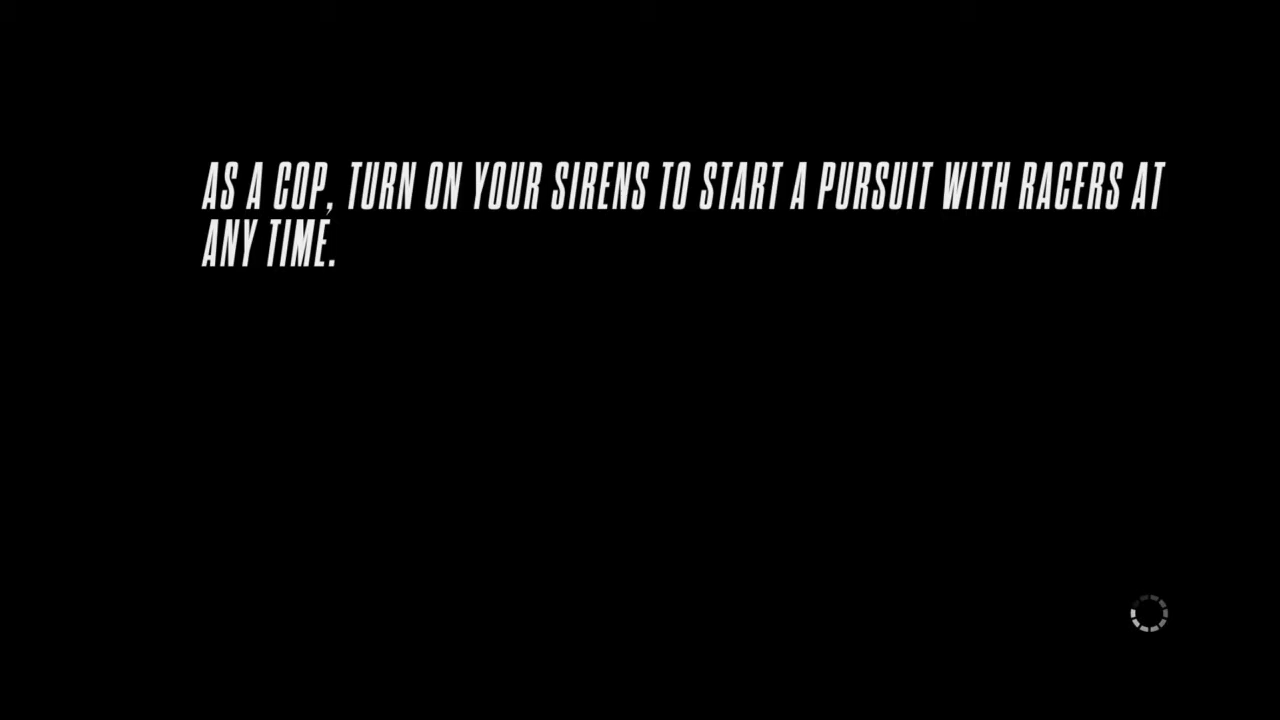 AS A COP, TURN ON YOUR SIRENS TO START A PURSUIT WITH RACERS AT
ANY TIME.